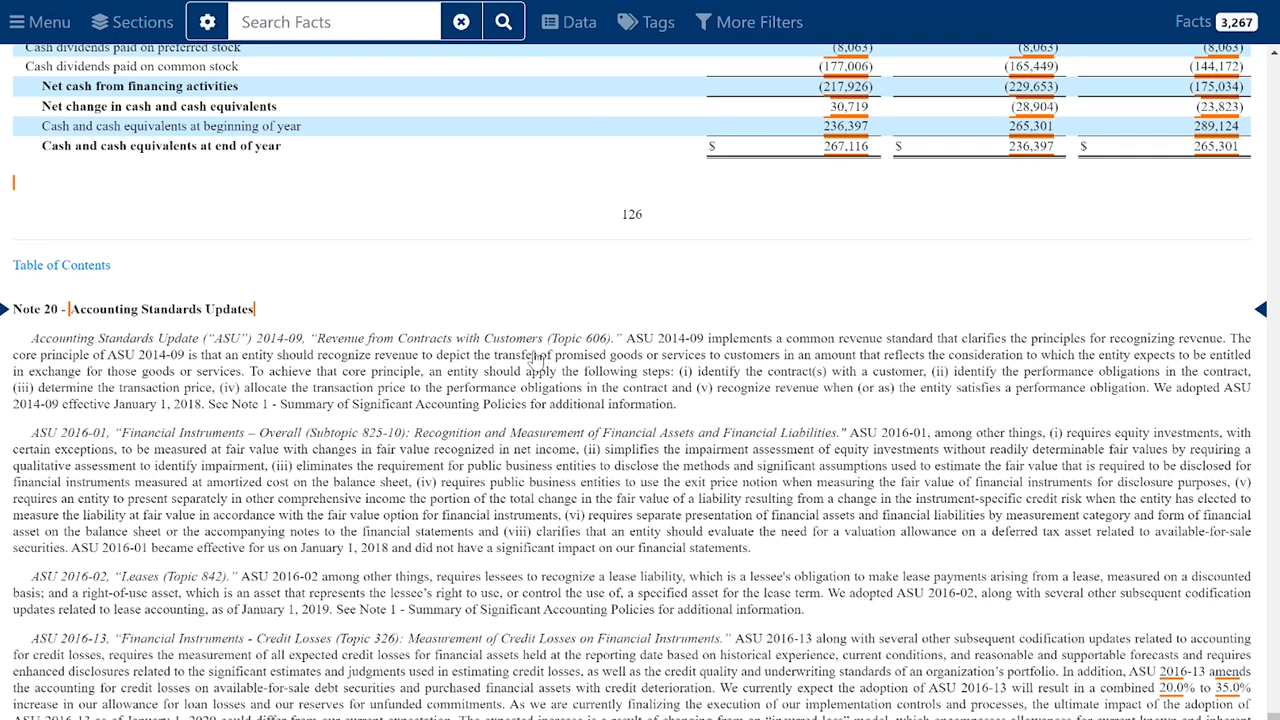 Menu Sections Search Facts Data Tags More Filters Facts 3,267
Cash dividends paid on preferred stock (8,063) (8,063) (8,063)
Cash dividends paid on common stock (177,006) (165,449) (144,172)
Net cash from financing activities (217,926) (229,653) (175,034)
Net change in cash and cash equivalents 30,719 (28,904) (23,823)
Cash and cash equivalents at beginning of year 236,397 265,301 289,124
Cash and cash equivalents at end of year $ 267,116 $ 236,397 $ 265,301
126
Table of Contents
Note 20 - Accounting Standards Updates
Accounting Standards Update (“ASU”) 2014-09, “Revenue from Contracts with Customers (Topic 606).” ASU 2014-09 implements a common revenue standard that clarifies the principles for recognizing revenue. The
core principle of ASU 2014-09 is that an entity should recognize revenue to depict the transfer of promised goods or services to customers in an amount that reflects the consideration to which the entity expects to be entitled
in exchange for those goods or services. To achieve that core principle, an entity should apply the following steps: (i) identify the contract(s) with a customer, (ii) identify the performance obligations in the contract,
(iii) determine the transaction price, (iv) allocate the transaction price to the performance obligations in the contract and (v) recognize revenue when (or as) the entity satisfies a performance obligation. We adopted ASU
2014-09 effective January 1, 2018. See Note 1 - Summary of Significant Accounting Policies for additional information.
ASU 2016-01, “Financial Instruments – Overall (Subtopic 825-10): Recognition and Measurement of Financial Assets and Financial Liabilities." ASU 2016-01, among other things, (i) requires equity investments, with
certain exceptions, to be measured at fair value with changes in fair value recognized in net income, (ii) simplifies the impairment assessment of equity investments without readily determinable fair values by requiring a
qualitative assessment to identify impairment, (iii) eliminates the requirement for public business entities to disclose the methods and significant assumptions used to estimate the fair value that is required to be disclosed for
financial instruments measured at amortized cost on the balance sheet, (iv) requires public business entities to use the exit price notion when measuring the fair value of financial instruments for disclosure purposes, (v)
requires an entity to present separately in other comprehensive income the portion of the total change in the fair value of a liability resulting from a change in the instrument-specific credit risk when the entity has elected to
measure the liability at fair value in accordance with the fair value option for financial instruments, (vi) requires separate presentation of financial assets and financial liabilities by measurement category and form of financial
asset on the balance sheet or the accompanying notes to the financial statements and (viii) clarifies that an entity should evaluate the need for a valuation allowance on a deferred tax asset related to available-for-sale
securities. ASU 2016-01 became effective for us on January 1, 2018 and did not have a significant impact on our financial statements.
ASU 2016-02, “Leases (Topic 842).” ASU 2016-02 among other things, requires lessees to recognize a lease liability, which is a lessee's obligation to make lease payments arising from a lease, measured on a discounted
basis; and a right-of-use asset, which is an asset that represents the lessee’s right to use, or control the use of, a specified asset for the lease term. We adopted ASU 2016-02, along with several other subsequent codification
updates related to lease accounting, as of January 1, 2019. See Note 1 - Summary of Significant Accounting Policies for additional information.
ASU 2016-13, “Financial Instruments - Credit Losses (Topic 326): Measurement of Credit Losses on Financial Instruments.” ASU 2016-13 along with several other subsequent codification updates related to accounting
for credit losses, requires the measurement of all expected credit losses for financial assets held at the reporting date based on historical experience, current conditions, and reasonable and supportable forecasts and requires
enhanced disclosures related to the significant estimates and judgments used in estimating credit losses, as well as the credit quality and underwriting standards of an organization’s portfolio. In addition, ASU 2016-13 amends
the accounting for credit losses on available-for-sale debt securities and purchased financial assets with credit deterioration. We currently expect the adoption of ASU 2016-13 will result in a combined 20.0% to 35.0%
increase in our allowance for loan losses and our reserves for unfunded commitments. As we are currently finalizing the execution of our implementation controls and processes, the ultimate impact of the adoption of